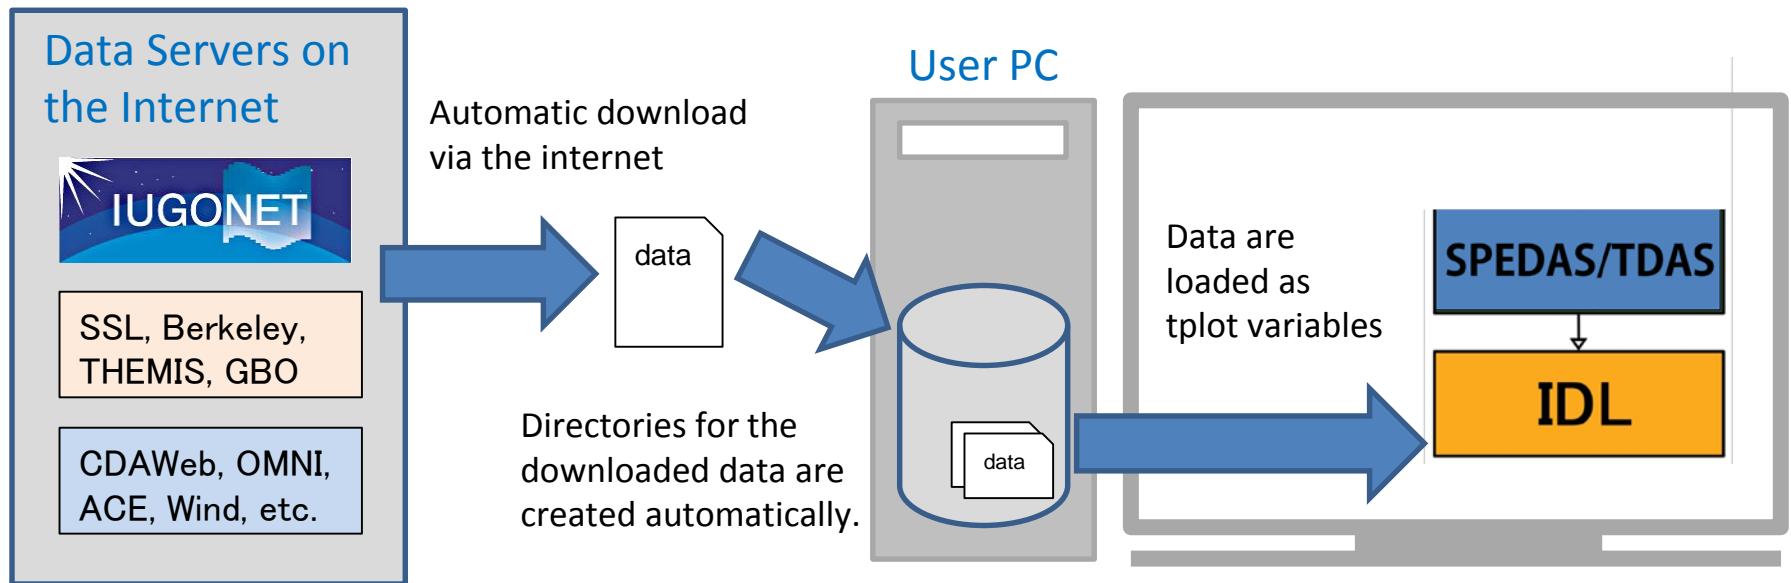 Data Servers on
the Internet
IUGONET
SSL, Berkeley,
THEMIS, GBO
CDAWeb, OMNI,
ACE, Wind, etc.
Automatic download
via the internet
data
Directories for the
downloaded data are
created automatically.
User PC
data
Data are
loaded as
tplot variables
SPEDAS/TDAS
IDL